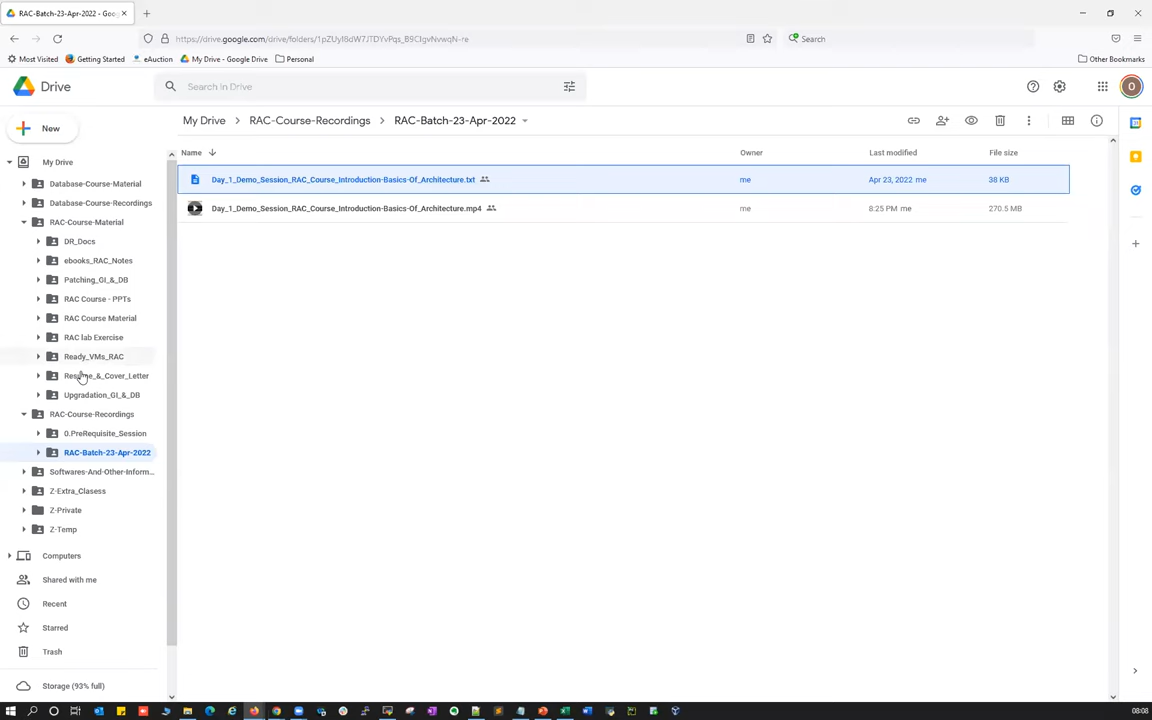 RAC-Batch-23-Apr-2022 - Goo
https://drive.google.com/drive/folders/1pZUyl8dW7JTDYvPqs_B9CIgvNvwqN-re
Search
Most Visited
Getting Started
eAuction
My Drive - Google Drive
Personal
Other Bookmarks
Drive
Search in Drive
O
New
My Drive
RAC-Course-Recordings
RAC-Batch-23-Apr-2022
Name
Owner
Last modified
File size
Day_1_Demo_Session_RAC_Course_Introduction-Basics-Of_Architecture.txt
me
Apr 23, 2022 me
38 KB
Day_1_Demo_Session_RAC_Course_Introduction-Basics-Of_Architecture.mp4
me
8:25 PM me
270.5 MB
My Drive
Database-Course-Material
Database-Course-Recordings
RAC-Course-Material
DR_Docs
ebooks_RAC_Notes
Patching_GI_&_DB
RAC Course - PPTs
RAC Course Material
RAC lab Exercise
Ready_VMs_RAC
Resume_&_Cover_Letter
Upgradation_GI_&_DB
RAC-Course-Recordings
0.PreRequisite_Session
RAC-Batch-23-Apr-2022
Softwares-And-Other-Inform...
Z-Extra_Clasess
Z-Private
Z-Temp
Computers
Shared with me
Recent
Starred
Trash
Storage (93% full)
08:08